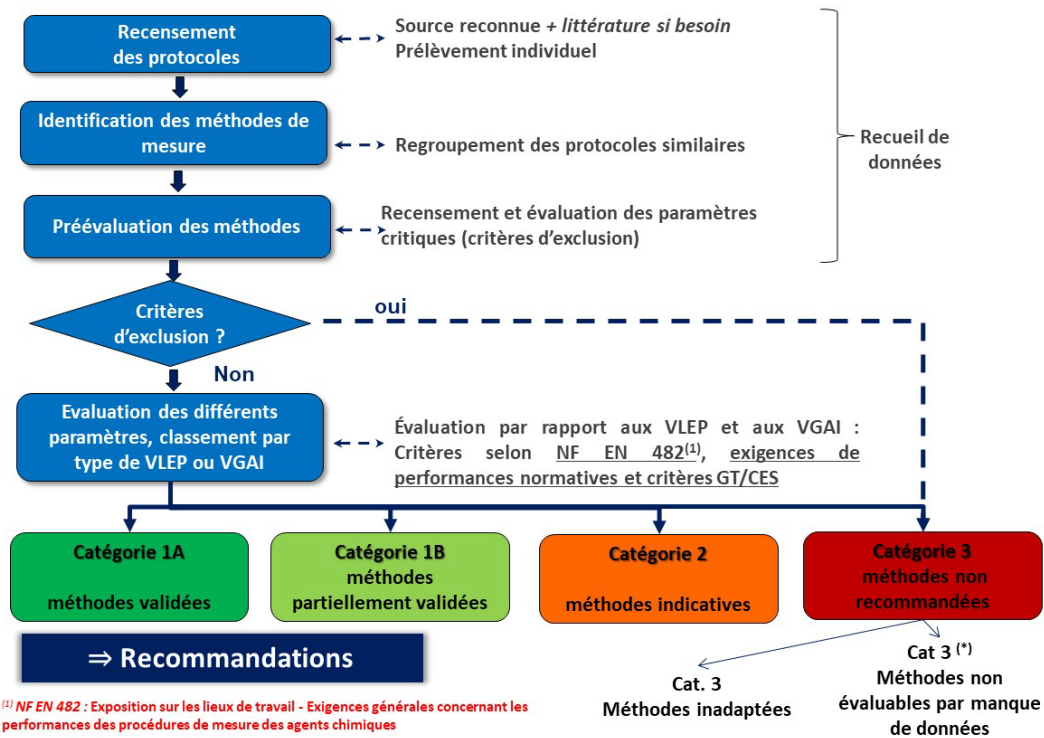 Recensement
des protocoles
Source reconnue + littérature si besoin
Prélèvement individuel
Identification des méthodes de
mesure
Regroupement des protocoles similaires
Recueil de
données
Préévaluation des méthodes
Recensement et évaluation des paramètres
critiques (critères d'exclusion)
Critères
d'exclusion ?
oui
Non
Evaluation des différents
paramètres, classement par
type de VLEP ou VGAI
Évaluation par rapport aux VLEP et aux VGAI :
Critères selon NF EN 482(1), exigences de
performances normatives et critères GT/CES
Catégorie 1A
méthodes validées
Catégorie 1B
méthodes
partiellement validées
Catégorie 2
méthodes indicatives
Catégorie 3
méthodes non
recommandées
⇒ Recommandations
Cat. 3
Méthodes inadaptées
Cat 3 (*)
Méthodes non
évaluables par manque
de données
(1) NF EN 482 : Exposition sur les lieux de travail - Exigences générales concernant les
performances des procédures de mesure des agents chimiques